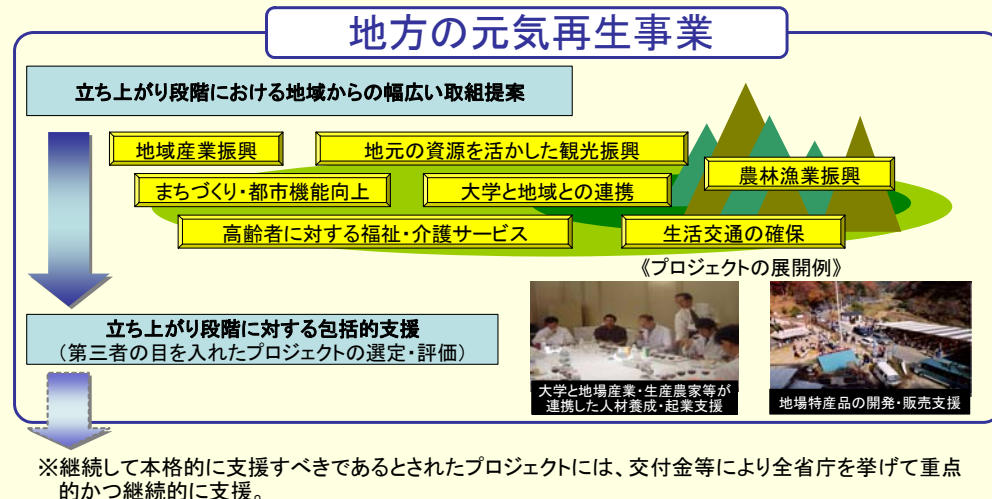 地方の元気再生事業
立ち上がり段階における地域からの幅広い取組提案
地域産業振興
地元の資源を活かした観光振興
農林漁業振興
まちづくり・都市機能向上
大学と地域との連携
高齢者に対する福祉・介護サービス
生活交通の確保
《プロジェクトの展開例》
立ち上がり段階に対する包括的支援
（第三者の目を入れたプロジェクトの選定・評価）
大学と地場産業・生産農家等が
連携した人材養成・起業支援
地場特産品の開発・販売支援
※継続して本格的に支援すべきであるとされたプロジェクトには、交付金等により全省庁を挙げて重点
的かつ継続的に支援。